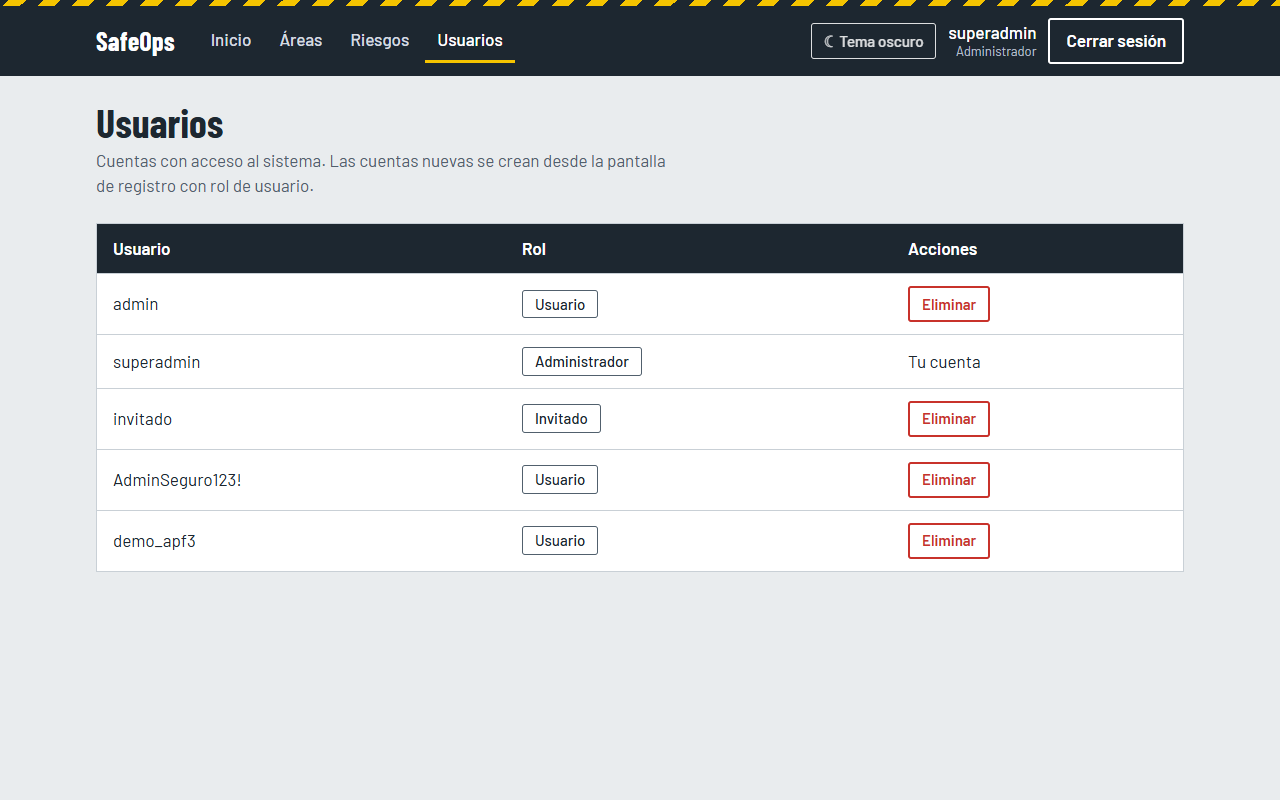 SafeOps Inicio Áreas Riesgos Usuarios ☾ Tema oscuro superadmin Administrador Cerrar sesión
Usuarios
Cuentas con acceso al sistema. Las cuentas nuevas se crean desde la pantalla
de registro con rol de usuario.
Usuario Rol Acciones
admin Usuario Eliminar
superadmin Administrador Tu cuenta
invitado Invitado Eliminar
AdminSeguro123! Usuario Eliminar
demo_apf3 Usuario Eliminar